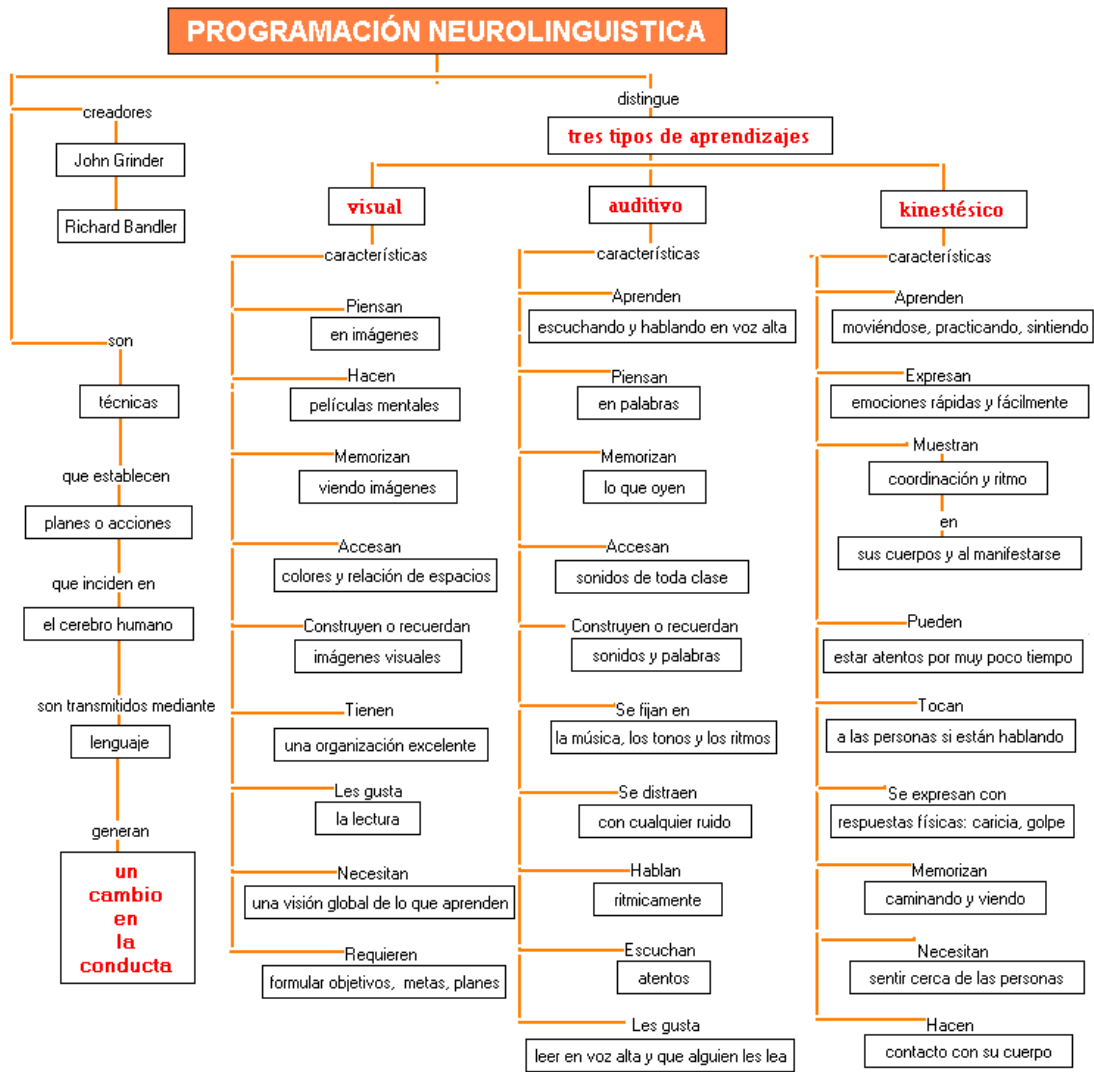 PROGRAMACIÓN NEUROLINGUISTICA
creadores
John Grinder
Richard Bandler
son
técnicas
que establecen
planes o acciones
que inciden en
el cerebro humano
son transmitidos mediante
lenguaje
generan
un
cambio
en
la
conducta
distingue
tres tipos de aprendizajes
visual
características
Piensan
en imágenes
Hacen
películas mentales
Memorizan
viendo imágenes
Accesan
colores y relación de espacios
Construyen o recuerdan
imágenes visuales
Tienen
una organización excelente
Les gusta
la lectura
Necesitan
una visión global de lo que aprenden
Requieren
formular objetivos, metas, planes
auditivo
características
Aprenden
escuchando y hablando en voz alta
Piensan
en palabras
Memorizan
lo que oyen
Accesan
sonidos de toda clase
Construyen o recuerdan
sonidos y palabras
Se fijan en
la música, los tonos y los ritmos
Se distraen
con cualquier ruido
Hablan
ritmicamente
Escuchan
atentos
Les gusta
leer en voz alta y que alguien les lea
kinestésico
características
Aprenden
moviéndose, practicando, sintiendo
Expresan
emociones rápidas y fácilmente
Muestran
coordinación y ritmo
en
sus cuerpos y al manifestarse
Pueden
estar atentos por muy poco tiempo
Tocan
a las personas si están hablando
Se expresan con
respuestas físicas: caricia, golpe
Memorizan
caminando y viendo
Necesitan
sentir cerca de las personas
Hacen
contacto con su cuerpo